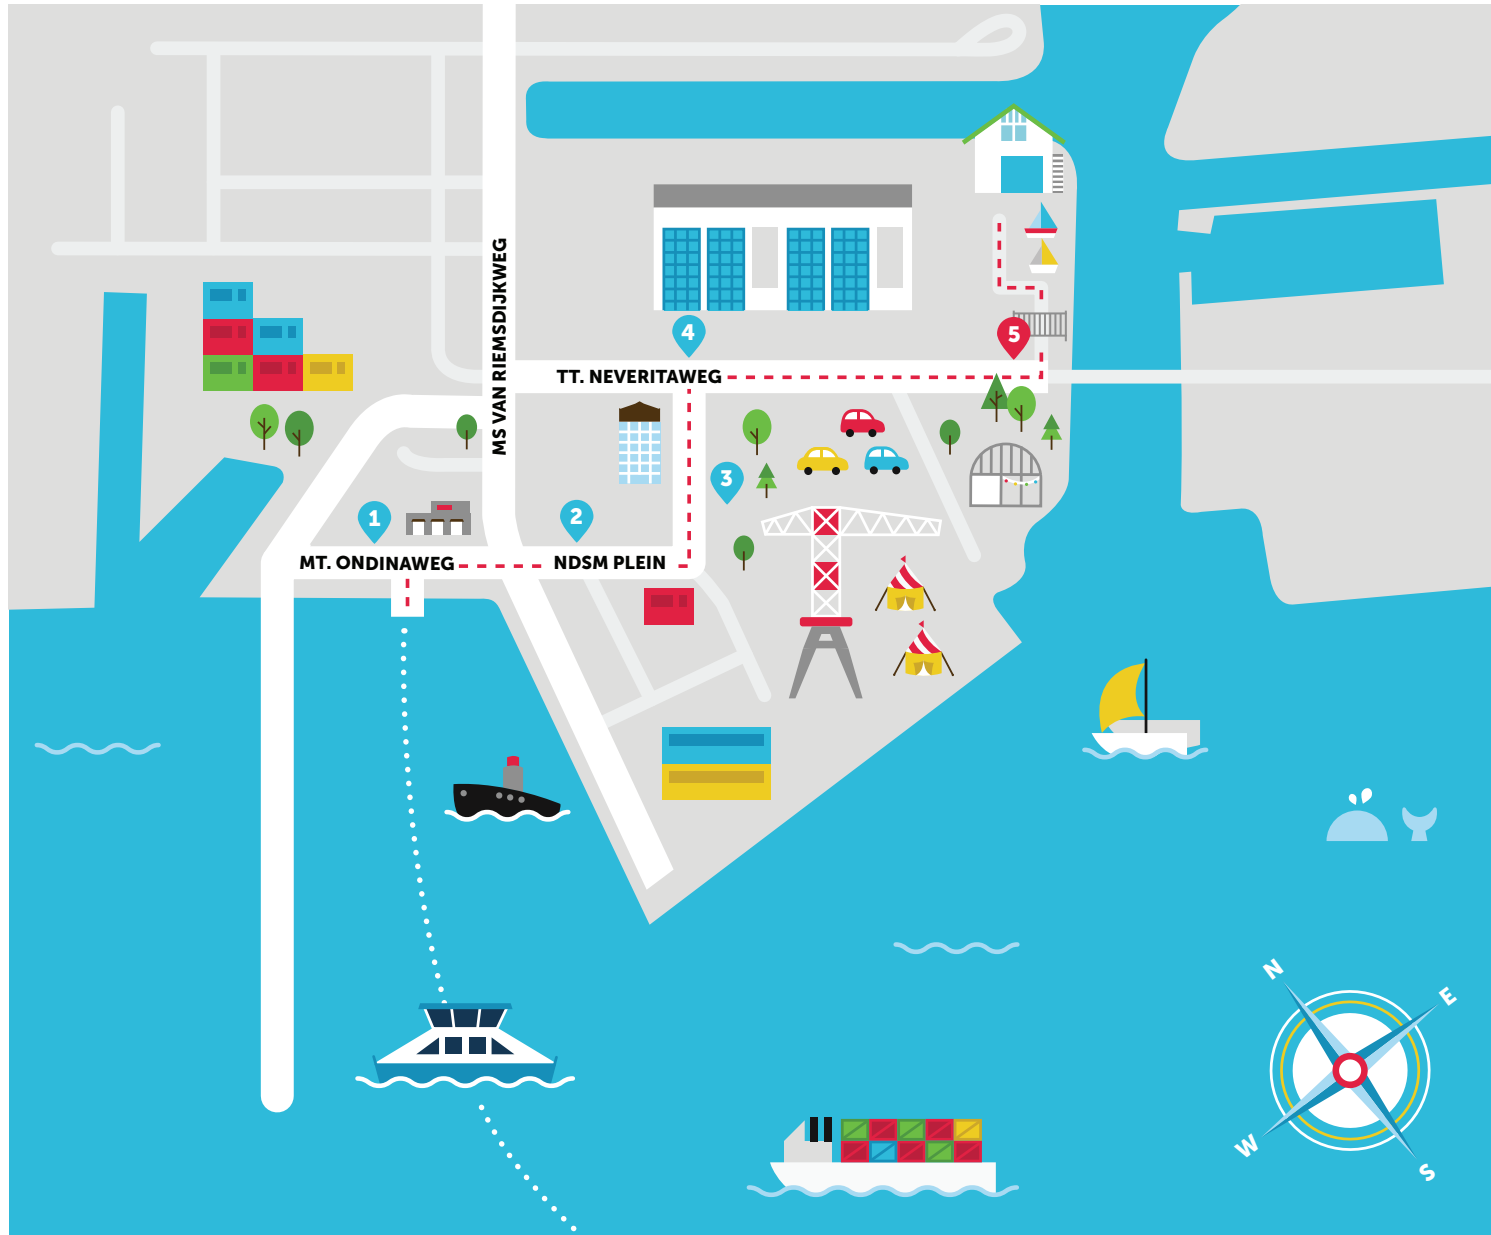 MS VAN RIEMSDIJKWEG
4
5
TT. NEVERITAWEG
3
1
2
MT. ONDINAWEG
NDSM PLEIN
N
E
W
S